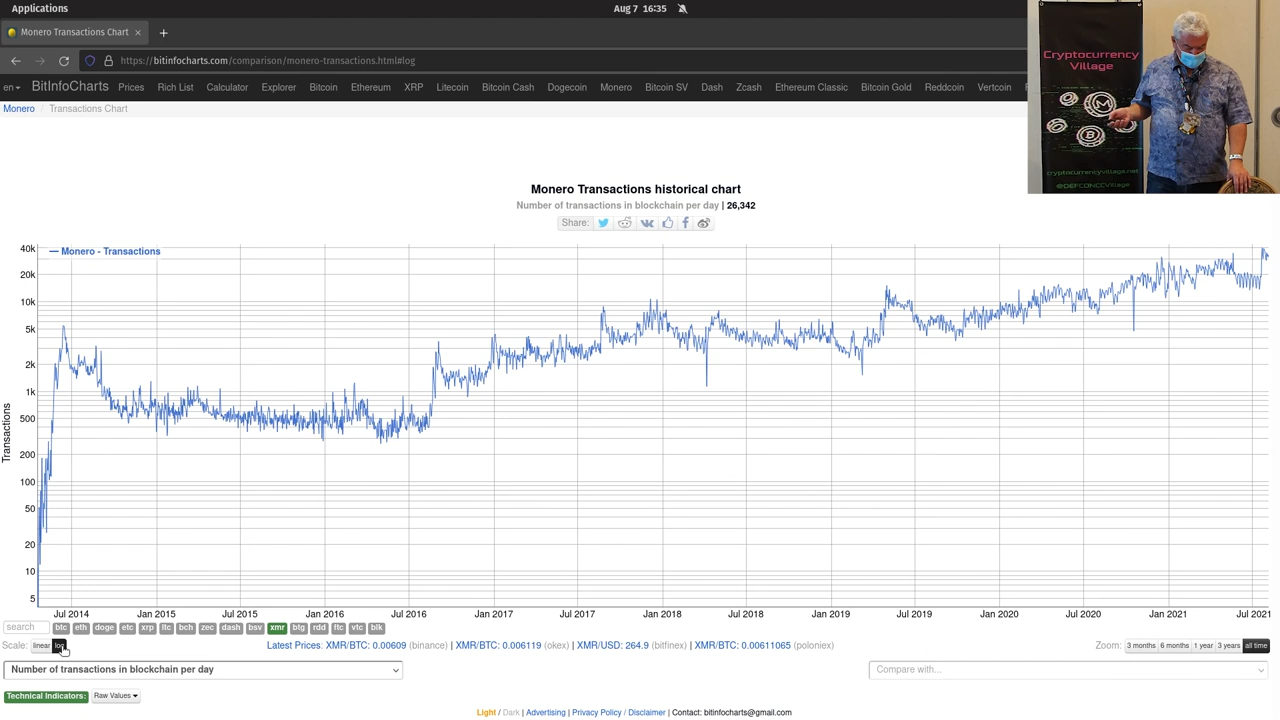 Applications
Aug 7 16:35
Monero Transactions Chart × +
https://bitinfocharts.com/comparison/monero-transactions.html#log
en BitInfoCharts Prices Rich List Calculator Explorer Bitcoin Ethereum XRP Litecoin Bitcoin Cash Dogecoin Monero Bitcoin SV Dash Zcash Ethereum Classic Bitcoin Gold Reddcoin Vertcoin
Monero / Transactions Chart
Cryptocurrency
Village
cryptocurrencyvillage.net
@DEFCONCCVillage
Monero Transactions historical chart
Number of transactions in blockchain per day | 26,342
Share:
Monero - Transactions
40k
20k
10k
5k
2k
1k
500
200
100
50
20
10
5
Transactions
Jul 2014 Jan 2015 Jul 2015 Jan 2016 Jul 2016 Jan 2017 Jul 2017 Jan 2018 Jul 2018 Jan 2019 Jul 2019 Jan 2020 Jul 2020 Jan 2021 Jul 2021
search btc eth doge etc xrp ltc bch zec dash bsv xmr btg rdd ftc vtc blk
Scale: linear log
Latest Prices: XMR/BTC: 0.00609 (binance) | XMR/BTC: 0.006119 (okex) | XMR/USD: 264.9 (bitfinex) | XMR/BTC: 0.00611065 (poloniex)
Zoom: 3 months 6 months 1 year 3 years all time
Number of transactions in blockchain per day
Compare with...
Technical Indicators: Raw Values
Light / Dark | Advertising | Privacy Policy / Disclaimer | Contact: bitinfocharts@gmail.com